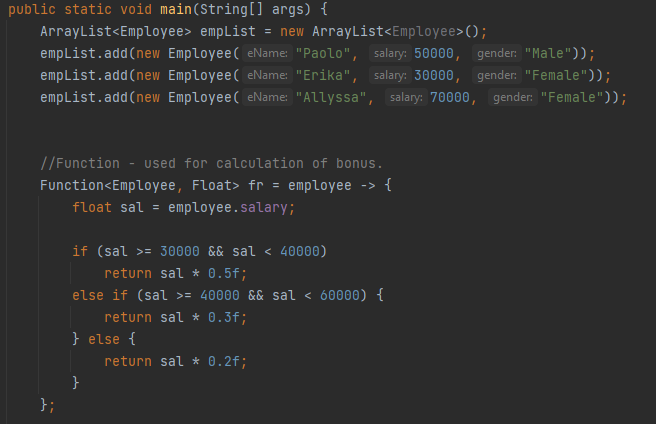 public static void main(String[] args) {
ArrayList<Employee> empList = new ArrayList<Employee>();
empList.add(new Employee( eName: "Paolo", salary: 50000, gender: "Male"));
empList.add(new Employee( eName: "Erika", salary: 30000, gender: "Female"));
empList.add(new Employee( eName: "Allyssa", salary: 70000, gender: "Female"));
//Function - used for calculation of bonus.
Function<Employee, Float> fr = employee -> {
float sal = employee.salary;
if (sal >= 30000 && sal < 40000)
return sal * 0.5f;
else if (sal >= 40000 && sal < 60000) {
return sal * 0.3f;
} else {
return sal * 0.2f;
}
};